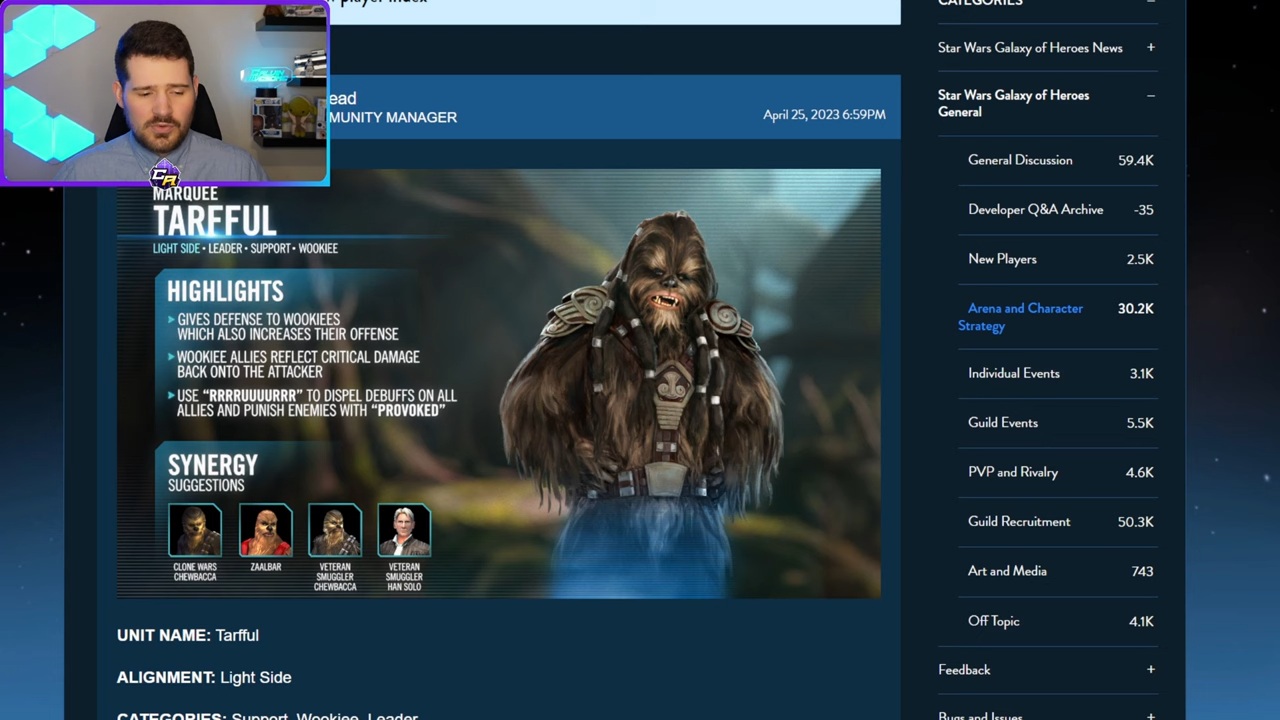 CATEGORIES
Star Wars Galaxy of Heroes News
+
Star Wars Galaxy of Heroes
General
–
General Discussion 59.4K
Developer Q&A Archive -35
New Players 2.5K
Arena and Character
Strategy
30.2K
Individual Events 3.1K
Guild Events 5.5K
PVP and Rivalry 4.6K
Guild Recruitment 50.3K
Art and Media 743
Off Topic 4.1K
Feedback +
Bugs and Issues
player index
ead
MUNITY MANAGER
April 25, 2023 6:59PM
CA
MARQUEE
TARFFUL
LIGHT SIDE • LEADER • SUPPORT • WOOKIEE
HIGHLIGHTS
GIVES DEFENSE TO WOOKIEES
WHICH ALSO INCREASES THEIR OFFENSE
WOOKIEE ALLIES REFLECT CRITICAL DAMAGE
BACK ONTO THE ATTACKER
USE “RRRRUUUURRR” TO DISPEL DEBUFFS ON ALL
ALLIES AND PUNISH ENEMIES WITH “PROVOKED”
SYNERGY
SUGGESTIONS
CLONE WARS
CHEWBACCA
ZAALBAR
VETERAN
SMUGGLER
CHEWBACCA
VETERAN
SMUGGLER
HAN SOLO
UNIT NAME: Tarfful
ALIGNMENT: Light Side
CATEGORIES: Support, Wookiee, Leader